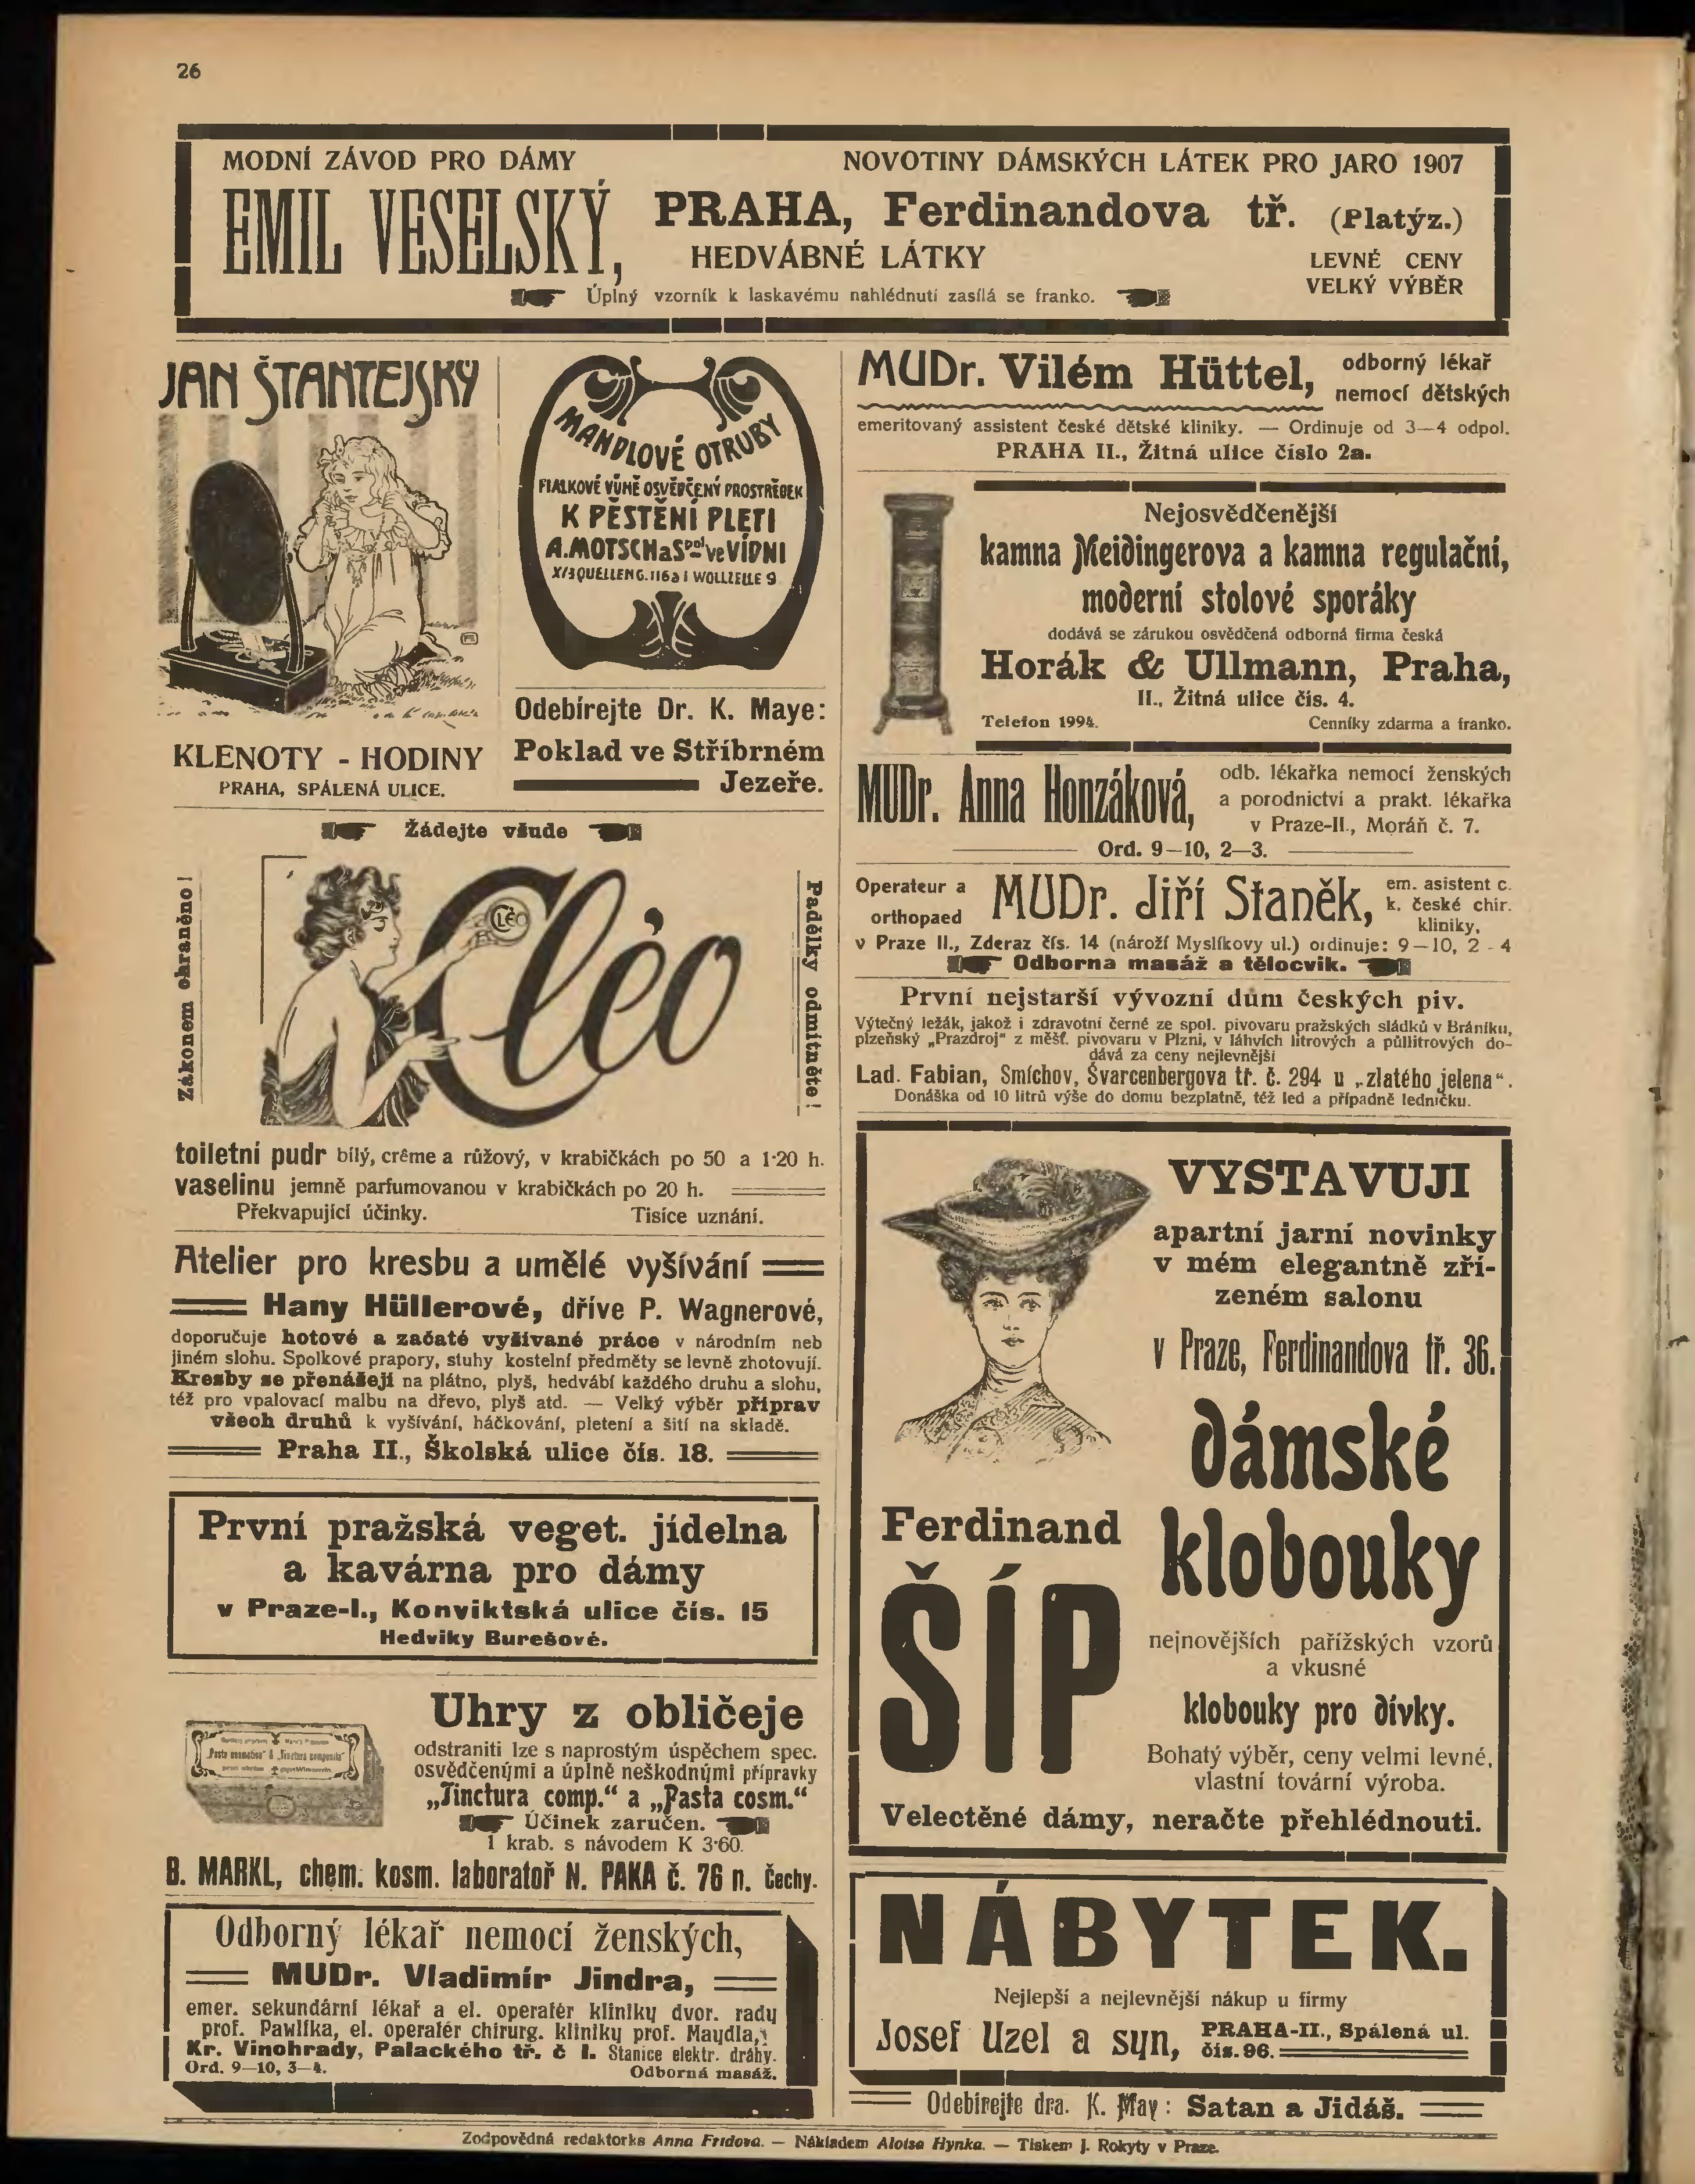 26
MODNÍ ZÁVOD PRO DÁMY
NOVOTINY DÁMSKÝCH LÁTEK PRO JARO 1907
EMIL VESELSKÝ,
PRAHA, Ferdinandova tř. (Platýz.)
HEDVÁBNÉ LÁTKY
LEVNÉ CENY
VELKÝ VÝBĚR
Úplný vzorník k laskavému nahlédnutí zasílá se franko.
JAN ŠTANTEJSKÝ
KLENOTY - HODINY
PRAHA, SPÁLENÁ ULICE.
MANDLOVÉ OTRUBY
FIALKOVÉ VŮNĚ OSVĚDČENÝ PROSTŘEDEK
K PĚSTĚNÍ PLETI
A. MOTSCH a Spol ve VÍDNI
X/3 QUELLENG. 116 a I WOLLZEILE 9
Odebírejte Dr. K. Maye:
Poklad ve Stříbrném
Jezeře.
Žádejte všude
Zákonem ohraněno!
Cléo
CLÉO
Padělky odmítněte!
toiletní pudr bílý, crême a růžový, v krabičkách po 50 a 1·20 h.
vaselinu jemně parfumovanou v krabičkách po 20 h.
Překvapující účinky. Tisíce uznání.
Atelier pro kresbu a umělé vyšívání
Hany Hüllerové, dříve P. Wagnerové,
doporučuje hotové a začaté vyšívané práce v národním neb
jiném slohu. Spolkové prapory, stuhy kostelní předměty se levně zhotovují.
Kresby se přenášejí na plátno, plyš, hedvábí každého druhu a slohu,
též pro vpalovací malbu na dřevo, plyš atd. — Velký výběr příprav
všech druhů k vyšívání, háčkování, pletení a šití na skladě.
Praha II., Školská ulice čís. 18.
První pražská veget. jídelna
a kavárna pro dámy
v Praze-I., Konviktská ulice čís. 15
Hedviky Burešové.
Uhry z obličeje
odstraniti lze s naprostým úspěchem spec.
osvědčenými a úplně neškodnými přípravky
„Tinctura comp.“ a „Pasta cosm.“
Účinek zaručen.
1 krab. s návodem K 3·60.
B. MARKL, chem. kosm. laboratoř N. PAKA č. 76 n. Čechy.
Odborný lékař nemocí ženských,
MUDr. Vladimír Jindra,
emer. sekundární lékař a el. operatér kliniky dvor. rady
prof. Pawlíka, el. operatér chirurg. kliniky prof. Maydla,
Kr. Vinohrady, Palackého tř. č 1. Stanice elektr. dráhy.
Ord. 9—10, 3—4. Odborná masáž.
MUDr. Vilém Hüttel, odborný lékař
nemocí dětských
emeritovaný assistent české dětské kliniky. — Ordinuje od 3—4 odpol.
PRAHA II., Žitná ulice číslo 2a.
Nejosvědčenější
kamna Meidingerova a kamna regulační,
moderní stolové sporáky
dodává se zárukou osvědčená odborná firma česká
Horák & Ullmann, Praha,
II., Žitná ulice čís. 4.
Telefon 1994. Cenníky zdarma a franko.
MUDr. Anna Honzáková,
odb. lékařka nemocí ženských
a porodnictví a prakt. lékařka
v Praze-II., Moráň č. 7.
Ord. 9—10, 2—3.
Operateur a
orthopaed
MUDr. Jiří Staněk,
em. asistent c.
k. české chir.
kliniky,
v Praze II., Zderaz čís. 14 (nároží Myslíkovy ul.) ordinuje: 9—10, 2 - 4
Odborna masáž a tělocvik.
První nejstarší vývozní dům českých piv.
Výtečný ležák, jakož i zdravotní černé ze spol. pivovaru pražských sládků v Bráníku,
plzeňský „Prazdroj“ z měšť. pivovaru v Plzni, v láhvích litrových a půllitrových do-
dává za ceny nejlevnější
Lad. Fabian, Smíchov, Švarcenbergova tř. č. 294 u „zlatého jelena“.
Donáška od 10 litrů výše do domu bezplatně, též led a případně ledničku.
VYSTAVUJI
apartní jarní novinky
v mém elegantně zří-
zeném salonu
v Praze, Ferdinandova tř. 36.
dámské
klobouky
Ferdinand
ŠÍP
nejnovějších pařížských vzorů
a vkusné
klobouky pro dívky.
Bohatý výběr, ceny velmi levné,
vlastní tovární výroba.
Velectěné dámy, neračte přehlédnouti.
NÁBYTEK.
Nejlepší a nejlevnější nákup u firmy
Josef Uzel a syn, PRAHA-II., Spálená ul.
čís. 96.
Odebírejte dra. K. May: Satan a Jidáš.
Zodpovědná redaktorka Anna Fridova. — Nákladem Aloisa Hynka. — Tiskem J. Rokyty v Praze.